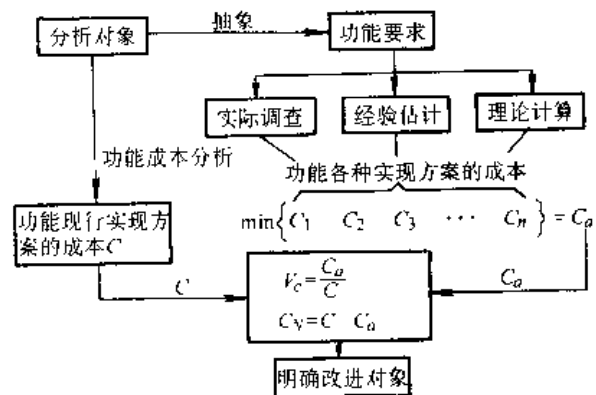 分析对象
抽象
功能要求
实际调查
经验估计
理论计算
功能成本分析
功能各种实现方案的成本
min{C₁ C₂ C₃ ··· Cₙ} = Cₐ
功能现行实现方
案的成本C
C
Cₐ
V_c = Cₐ/C
C_V = C Cₐ
明确改进对象